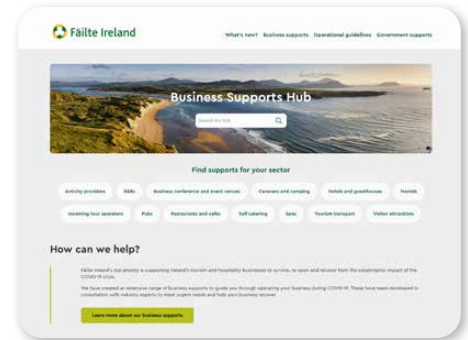 Fáilte Ireland
What's new? Business supports Operational guidelines Government supports
Business Supports Hub
Search the hub
Find supports for your sector
Activity providers B&Bs Business conference and event venues Caravans and camping Hotels and guesthouses Hostels
Incoming tour operators Pubs Restaurants and cafés Self catering Spas Tourism transport Visitor attractions
How can we help?
Fáilte Ireland's top priority is supporting Ireland's tourism and hospitality businesses to survive, re-open and recover from the catastrophic impact of the
COVID-19 crisis.
We have created an extensive range of business supports to guide you through operating your business during COVID-19. These have been developed in
consultation with industry experts to meet urgent needs and help your business recover.
Learn more about our business supports